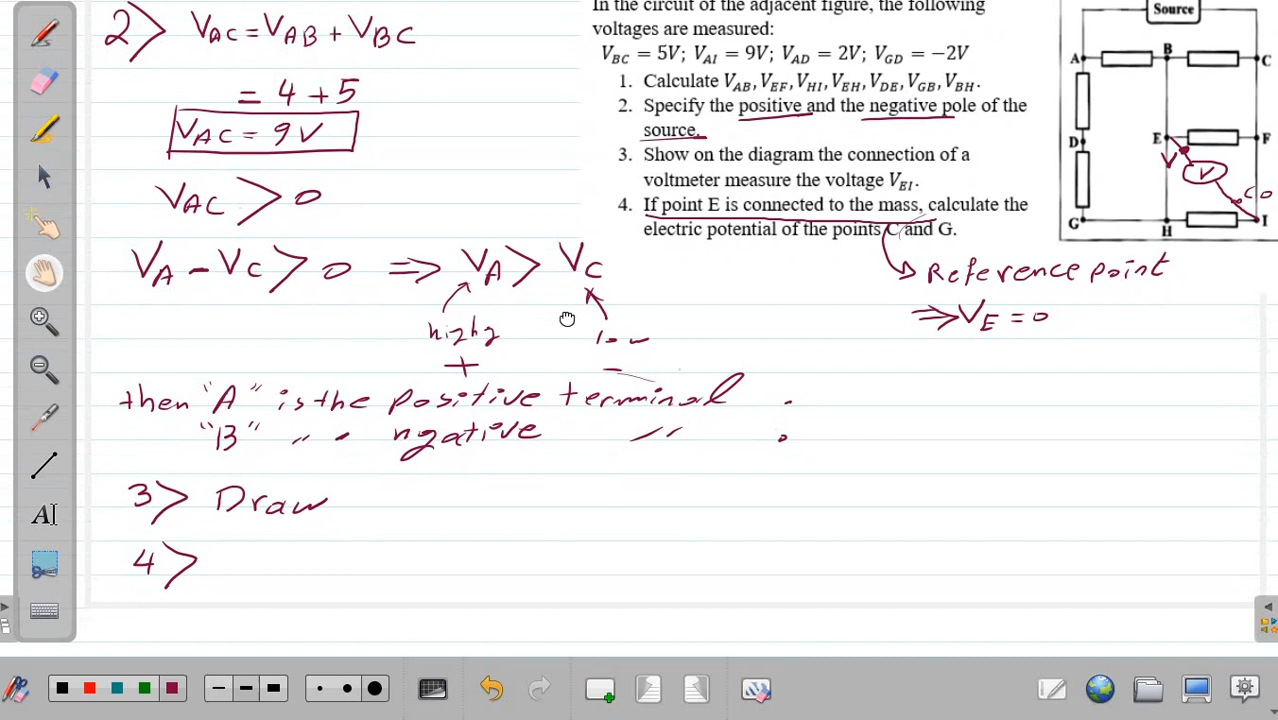 2> VAC = VAB + VBC
= 4 + 5
VAC = 9 V
VAC > 0
VA - VC > 0 ⇒ VA > VC
high low
+ -
then "A" is the positive terminal .
"B" " " ngative " .
3> Draw
4>
In the circuit of the adjacent figure, the following
voltages are measured:
VBC = 5V; VAI = 9V; VAD = 2V; VGD = −2V
1. Calculate VAB, VEF, VHI, VEH, VDE, VGB, VBH.
2. Specify the positive and the negative pole of the
source.
3. Show on the diagram the connection of a
voltmeter measure the voltage VEI.
4. If point E is connected to the mass, calculate the
electric potential of the points C and G.
Reference point
⇒ VE = 0
Source
A B C
D E F
V V Co
G H I
A